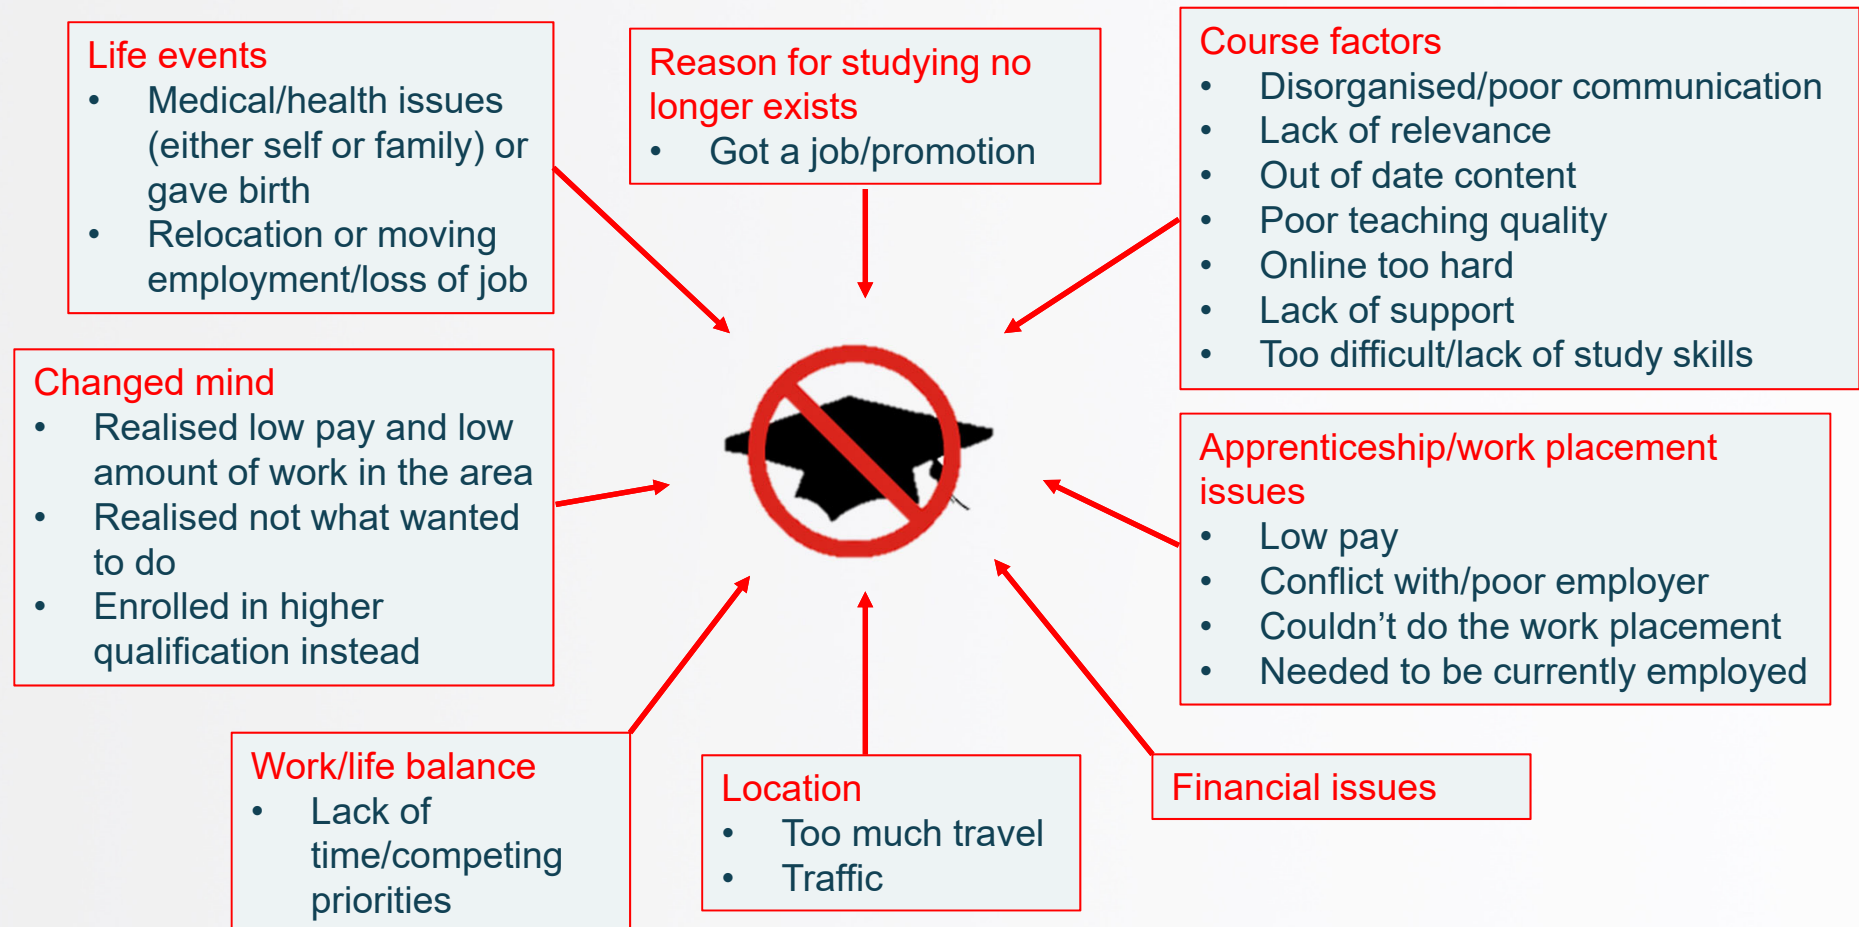 Life events
• Medical/health issues
(either self or family) or
gave birth
• Relocation or moving
employment/loss of job
Reason for studying no
longer exists
• Got a job/promotion
Course factors
• Disorganised/poor communication
• Lack of relevance
• Out of date content
• Poor teaching quality
• Online too hard
• Lack of support
• Too difficult/lack of study skills
Changed mind
• Realised low pay and low
amount of work in the area
• Realised not what wanted
to do
• Enrolled in higher
qualification instead
Apprenticeship/work placement
issues
• Low pay
• Conflict with/poor employer
• Couldn’t do the work placement
• Needed to be currently employed
Work/life balance
• Lack of
time/competing
priorities
Location
• Too much travel
• Traffic
Financial issues